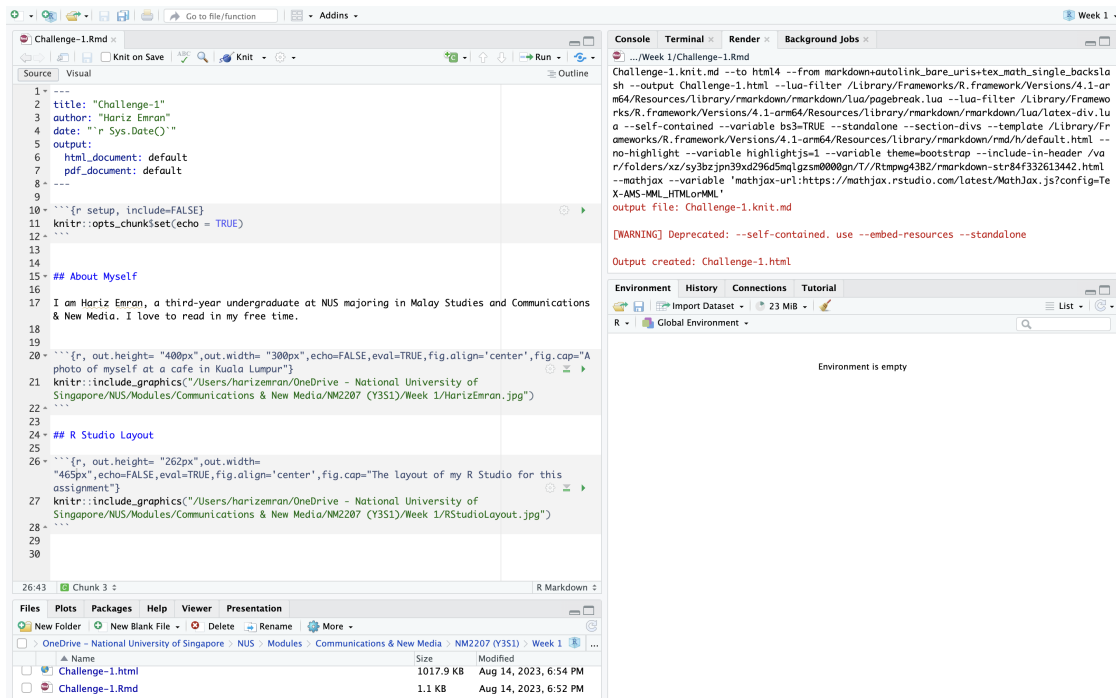 Go to file/function
Addins
Week 1
Challenge-1.Rmd
Knit on Save
ABC
Knit
Run
Source Visual
Outline
1 ---
2 title: "Challenge-1"
3 author: "Hariz Emran"
4 date: "`r Sys.Date()`"
5 output:
6 html_document: default
7 pdf_document: default
8 ---
9
10 ```{r setup, include=FALSE}
11 knitr::opts_chunk$set(echo = TRUE)
12 ```
13
14
15 ## About Myself
16
17 I am Hariz Emran, a third-year undergraduate at NUS majoring in Malay Studies and Communications
& New Media. I love to read in my free time.
18
19
20 ```{r, out.height= "400px",out.width= "300px",echo=FALSE,eval=TRUE,fig.align='center',fig.cap="A
photo of myself at a cafe in Kuala Lumpur"}
21 knitr::include_graphics("/Users/harizemran/OneDrive - National University of
Singapore/NUS/Modules/Communications & New Media/NM2207 (Y3S1)/Week 1/HarizEmran.jpg")
22 ```
23
24 ## R Studio Layout
25
26 ```{r, out.height= "262px",out.width=
"465px",echo=FALSE,eval=TRUE,fig.align='center',fig.cap="The layout of my R Studio for this
assignment"}
27 knitr::include_graphics("/Users/harizemran/OneDrive - National University of
Singapore/NUS/Modules/Communications & New Media/NM2207 (Y3S1)/Week 1/RStudioLayout.jpg")
28 ```
29
30
26:43 Chunk 3 R Markdown
Files Plots Packages Help Viewer Presentation
New Folder New Blank File Delete Rename More
OneDrive - National University of Singapore > NUS > Modules > Communications & New Media > NM2207 (Y3S1) > Week 1 ...
Name Size Modified
Challenge-1.html 1017.9 KB Aug 14, 2023, 6:54 PM
Challenge-1.Rmd 1.1 KB Aug 14, 2023, 6:52 PM
Console Terminal Render Background Jobs
.../Week 1/Challenge-1.Rmd
Challenge-1.knit.md --to html4 --from markdown+autolink_bare_uris+tex_math_single_backsla
sh --output Challenge-1.html --lua-filter /Library/Frameworks/R.framework/Versions/4.1-ar
m64/Resources/library/rmarkdown/rmarkdown/lua/pagebreak.lua --lua-filter /Library/Framewo
rks/R.framework/Versions/4.1-arm64/Resources/library/rmarkdown/rmarkdown/lua/latex-div.lu
a --self-contained --variable bs3=TRUE --standalone --section-divs --template /Library/Fr
ameworks/R.framework/Versions/4.1-arm64/Resources/library/rmarkdown/rmd/h/default.html --
no-highlight --variable highlightjs=1 --variable theme=bootstrap --include-in-header /va
r/folders/xz/sy3bzjpn39xd296d5mqlgzsm0000gn/T//Rtmpwg43B2/rmarkdown-str84f332613442.html
--mathjax --variable 'mathjax-url:https://mathjax.rstudio.com/latest/MathJax.js?config=Te
X-AMS-MML_HTMLorMML'
output file: Challenge-1.knit.md
[WARNING] Deprecated: --self-contained. use --embed-resources --standalone
Output created: Challenge-1.html
Environment History Connections Tutorial
Import Dataset 23 MiB List
R Global Environment
Environment is empty